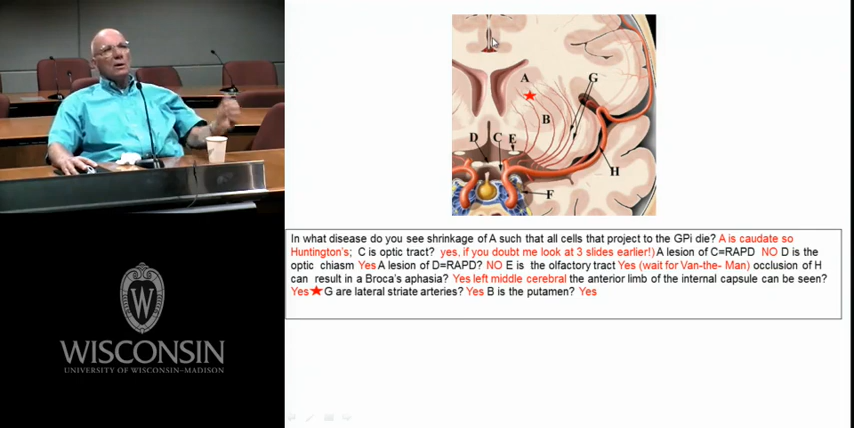 A
G
B
D
C
E
H
F
In what disease do you see shrinkage of A such that all cells that project to the GPi die? A is caudate so
Huntington's; C is optic tract? yes, if you doubt me look at 3 slides earlier!) A lesion of C=RAPD NO D is the
optic chiasm Yes A lesion of D=RAPD? NO E is the olfactory tract Yes (wait for Van-the- Man) occlusion of H
can result in a Broca's aphasia? Yes left middle cerebral the anterior limb of the internal capsule can be seen?
Yes G are lateral striate arteries? Yes B is the putamen? Yes
W
WISCONSIN
UNIVERSITY OF WISCONSIN-MADISON